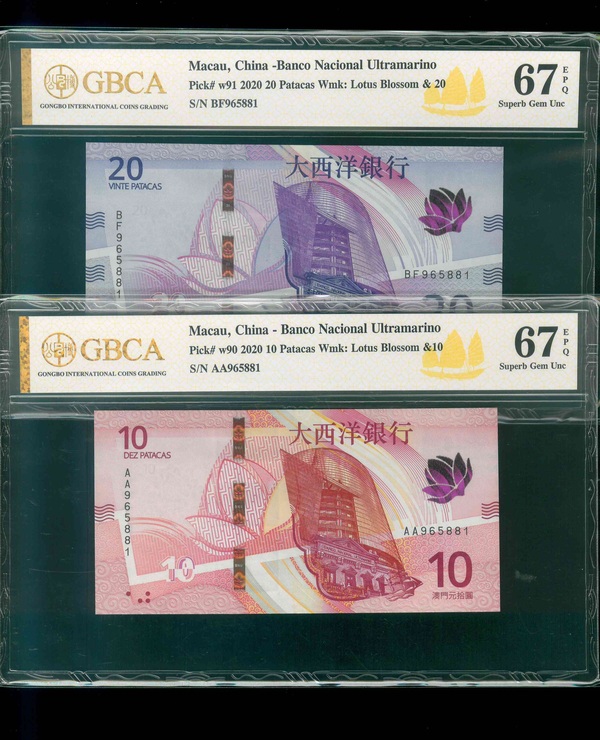 GBCA
GONGBO INTERNATIONAL COINS GRADING
Macau, China -Banco Nacional Ultramarino
Pick# w91 2020 20 Patacas Wmk: Lotus Blossom & 20
S/N BF965881
67 EPQ
Superb Gem Unc
20
VINTE PATACAS
大西洋銀行
BF965881
BF965881
20
GBCA
GONGBO INTERNATIONAL COINS GRADING
Macau, China - Banco Nacional Ultramarino
Pick# w90 2020 10 Patacas Wmk: Lotus Blossom &10
S/N AA965881
67 EPQ
Superb Gem Unc
10
DEZ PATACAS
大西洋銀行
AA965881
AA965881
10
10
澳門元拾圓